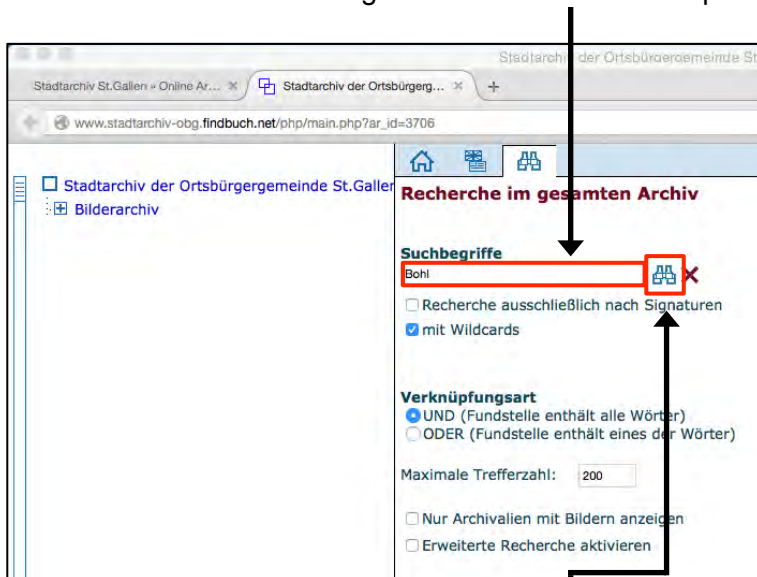 Stadtarchiv der Ortsbürgergemeinde St
Stadtarchiv St.Gallen » Online Ar... × Stadtarchiv der Ortsbürgerg... × +
www.stadtarchiv-obg.findbuch.net/php/main.php?ar_id=3706
Stadtarchiv der Ortsbürgergemeinde St.Galler
Bilderarchiv
Recherche im gesamten Archiv
Suchbegriffe
Bohl
Recherche ausschließlich nach Signaturen
mit Wildcards
Verknüpfungsart
UND (Fundstelle enthält alle Wörter)
ODER (Fundstelle enthält eines der Wörter)
Maximale Trefferzahl: 200
Nur Archivalien mit Bildern anzeigen
Erweiterte Recherche aktivieren